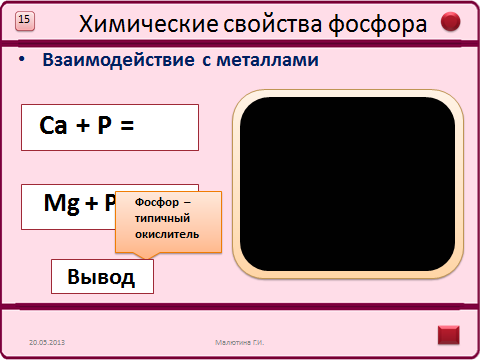 15
Химические свойства фосфора
• Взаимодействие с металлами
Ca + P =
Mg + P
Фосфор –
типичный
окислитель
Вывод
20.05.2013
Малютина Г.И.